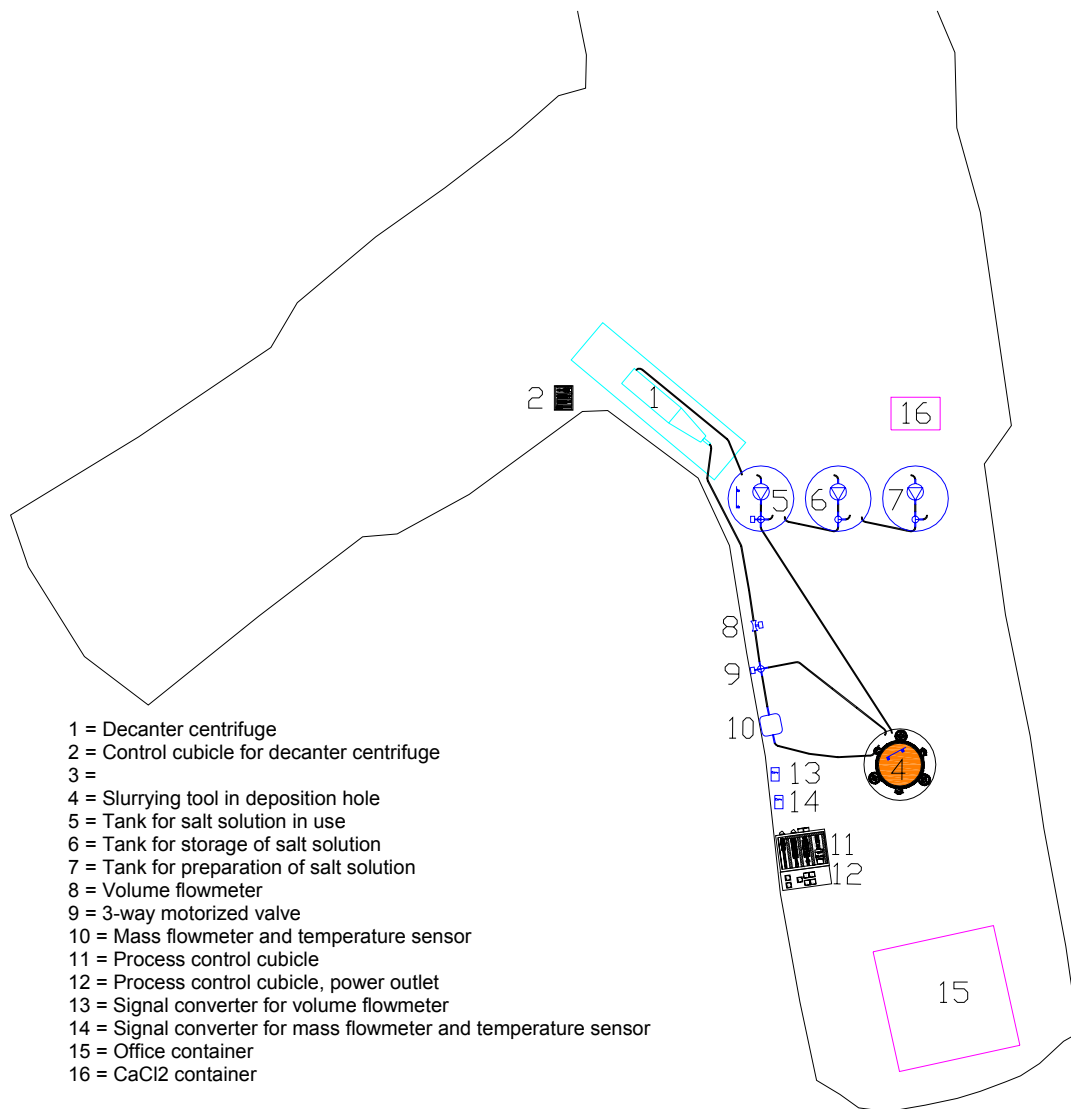 2
1
16
5
6
7
8
9
10
4
13
14
11
12
15
1 = Decanter centrifuge
2 = Control cubicle for decanter centrifuge
3 =
4 = Slurrying tool in deposition hole
5 = Tank for salt solution in use
6 = Tank for storage of salt solution
7 = Tank for preparation of salt solution
8 = Volume flowmeter
9 = 3-way motorized valve
10 = Mass flowmeter and temperature sensor
11 = Process control cubicle
12 = Process control cubicle, power outlet
13 = Signal converter for volume flowmeter
14 = Signal converter for mass flowmeter and temperature sensor
15 = Office container
16 = CaCl2 container